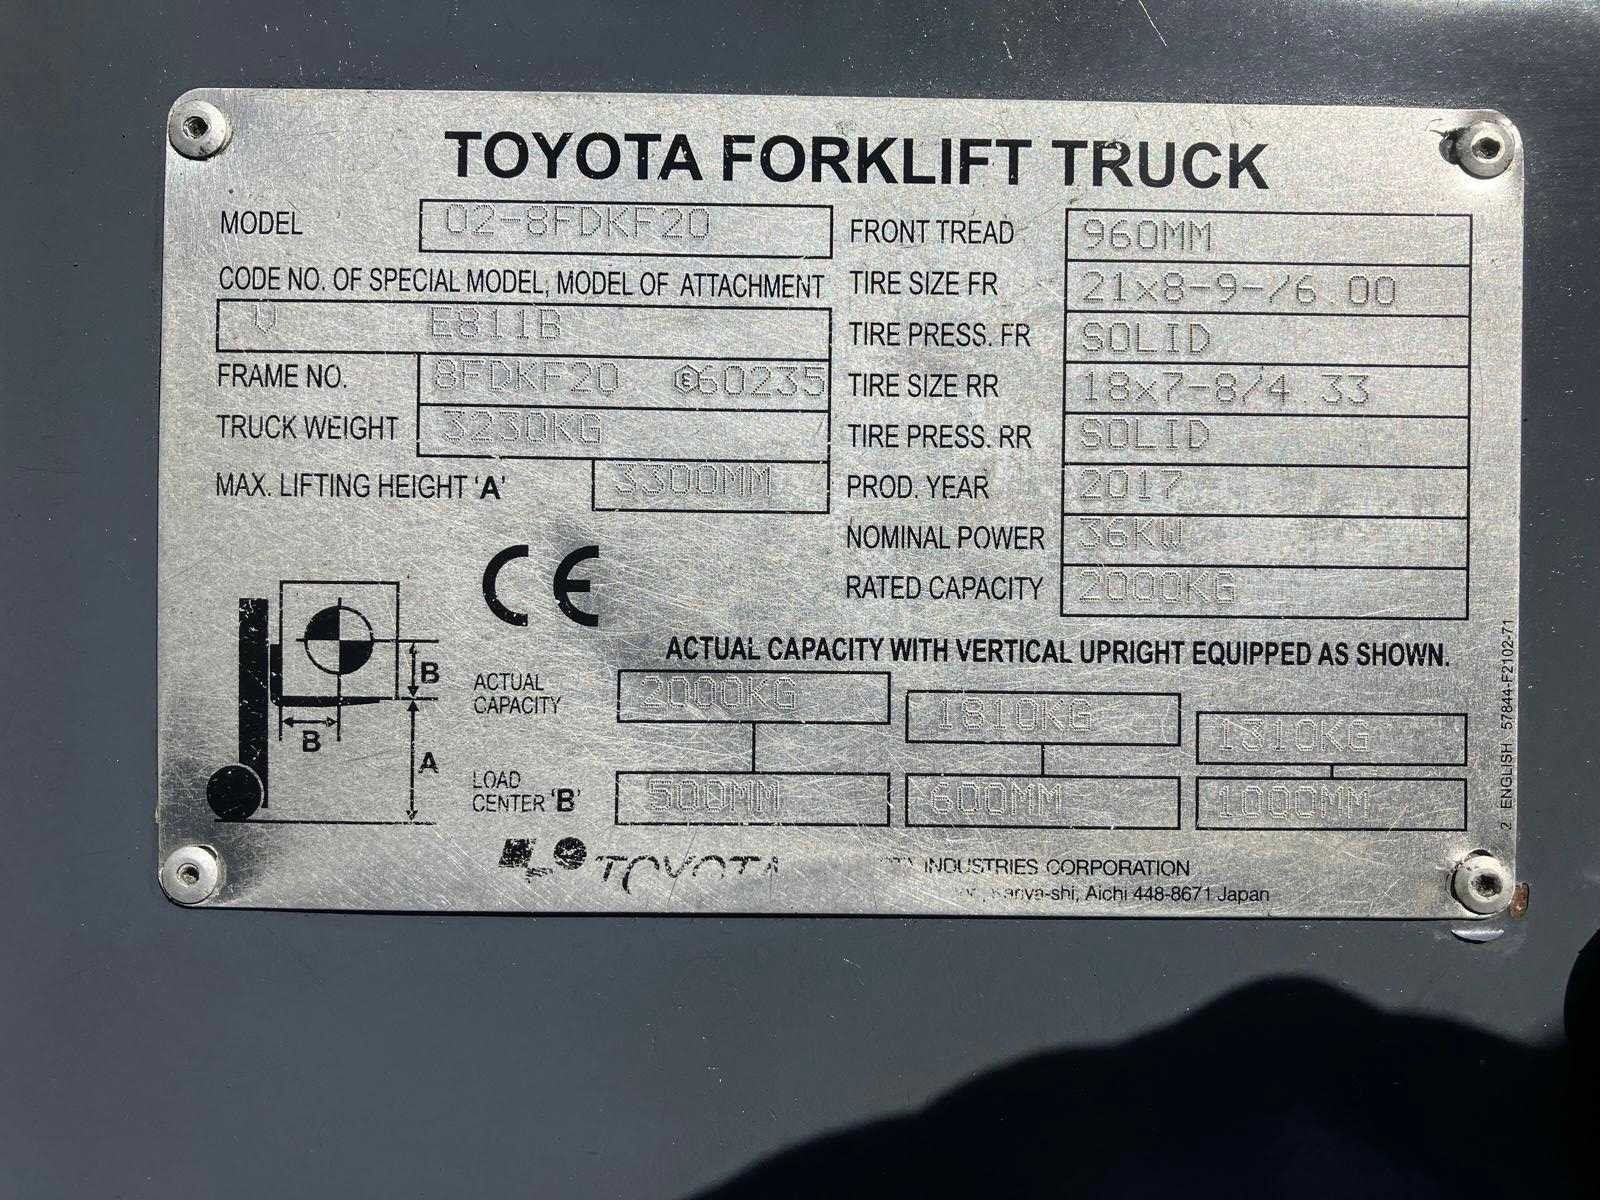 TOYOTA FORKLIFT TRUCK
MODEL 02-8FDKF20
CODE NO. OF SPECIAL MODEL, MODEL OF ATTACHMENT
V E811B
FRAME NO. 8FDKF20 E60235
TRUCK WEIGHT 3230KG
MAX. LIFTING HEIGHT 'A' 3300MM
FRONT TREAD 960MM
TIRE SIZE FR 21x8-9-/6.00
TIRE PRESS. FR SOLID
TIRE SIZE RR 18x7-8/4.33
TIRE PRESS. RR SOLID
PROD. YEAR 2017
NOMINAL POWER 36KW
RATED CAPACITY 2000KG
CE
B
B
A
ACTUAL CAPACITY WITH VERTICAL UPRIGHT EQUIPPED AS SHOWN.
ACTUAL
CAPACITY
2000KG 1810KG 1310KG
LOAD
CENTER 'B'
500MM 600MM 1000MM
TOYOTA
INDUSTRIES CORPORATION
Aichi 448-8671 Japan
2 ENGLISH 57844-F2102-71